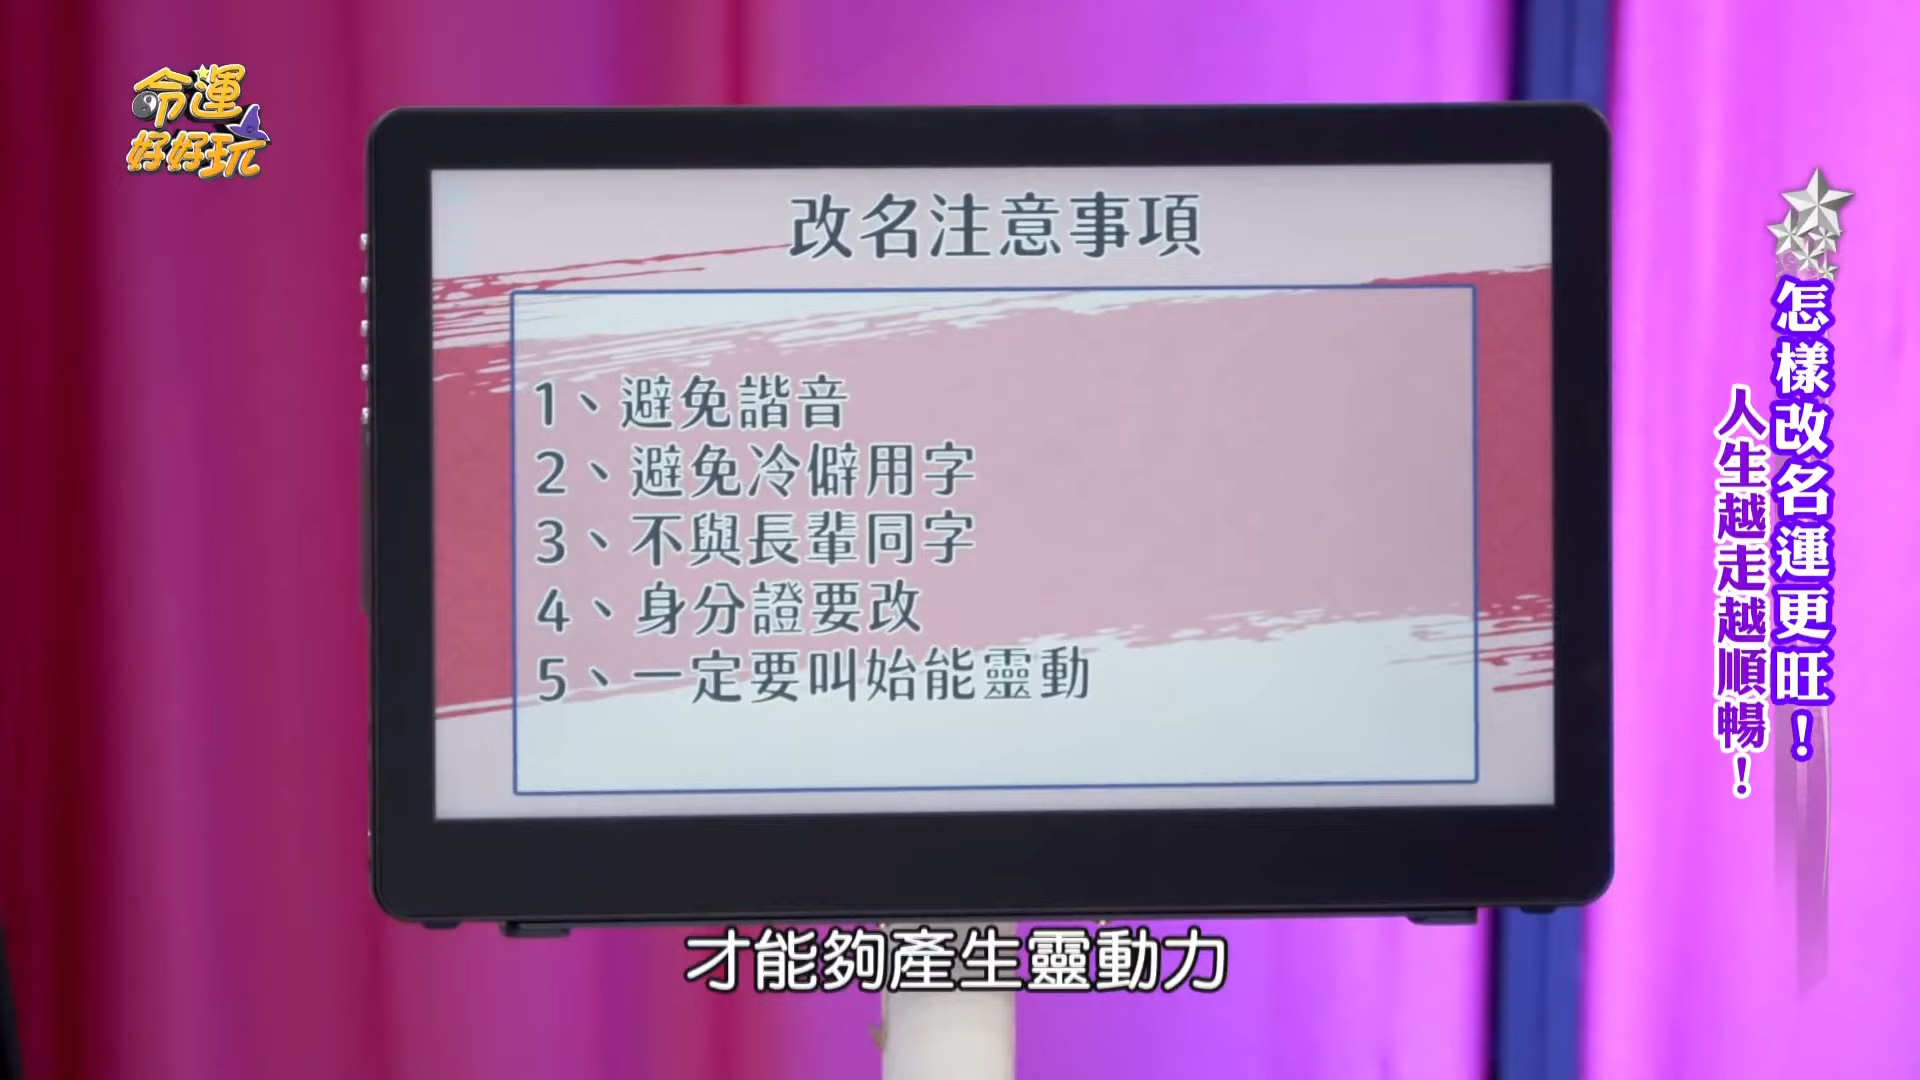 命運
好好玩
改名注意事項
1、避免諧音
2、避免冷僻用字
3、不與長輩同字
4、身分證要改
5、一定要叫始能靈動
怎樣改名運更旺！
人生越走越順暢！
才能夠產生靈動力